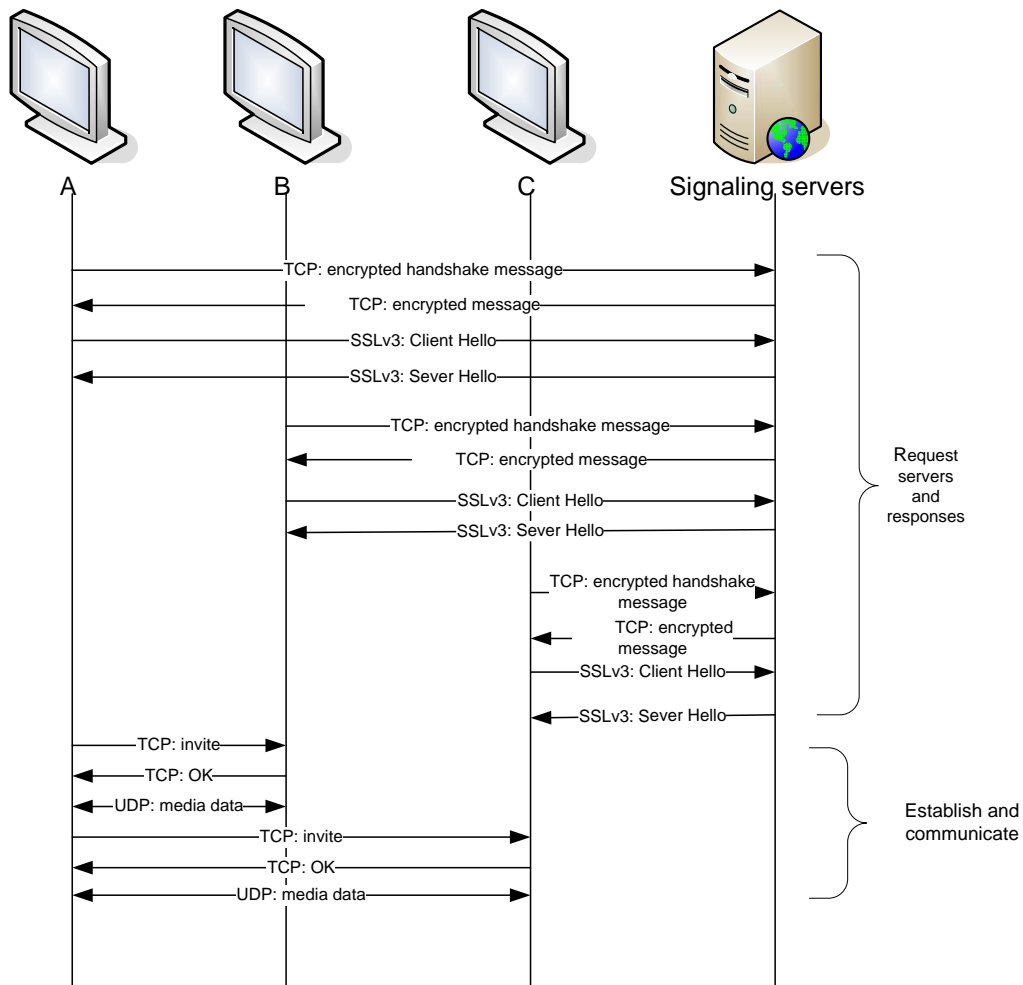 A
B
C
Signaling servers
TCP: encrypted handshake message
TCP: encrypted message
SSLv3: Client Hello
SSLv3: Sever Hello
TCP: encrypted handshake message
TCP: encrypted message
SSLv3: Client Hello
SSLv3: Sever Hello
TCP: encrypted handshake
message
TCP: encrypted
message
SSLv3: Client Hello
SSLv3: Sever Hello
Request
servers
and
responses
TCP: invite
TCP: OK
UDP: media data
TCP: invite
TCP: OK
UDP: media data
Establish and
communicate